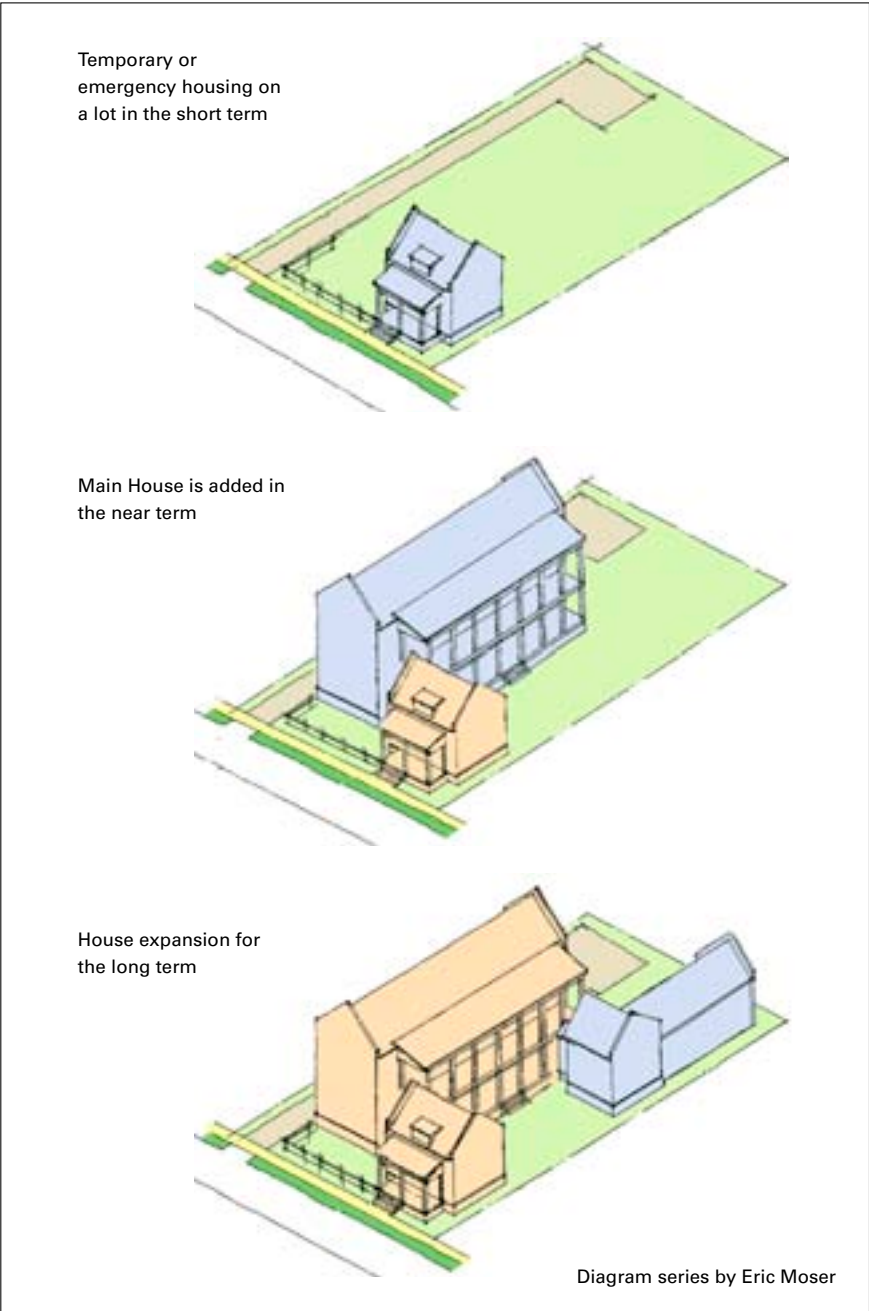 Temporary or
emergency housing on
a lot in the short term
Main House is added in
the near term
House expansion for
the long term
Diagram series by Eric Moser